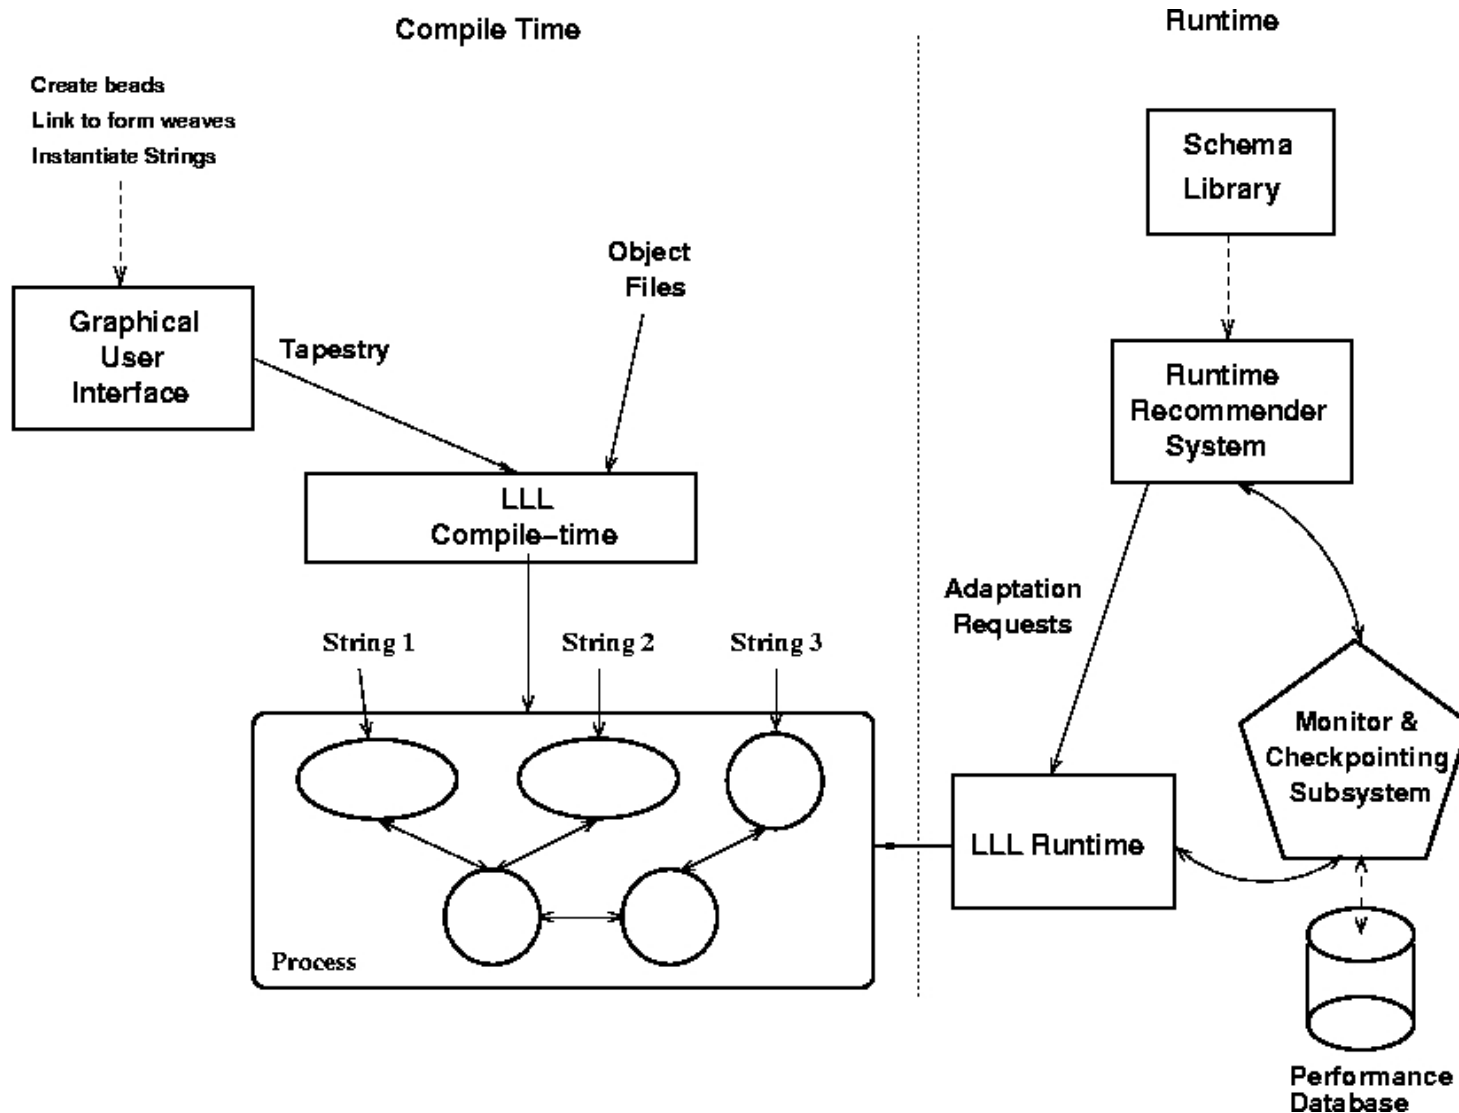 Compile Time
Runtime
Create beads
Link to form weaves
Instantiate Strings
Schema
Library
Object
Files
Graphical
User
Interface
Tapestry
Runtime
Recommender
System
LLL
Compile–time
Adaptation
Requests
String 1
String 2
String 3
Monitor &
Checkpointing
Subsystem
LLL Runtime
Process
Performance
Database